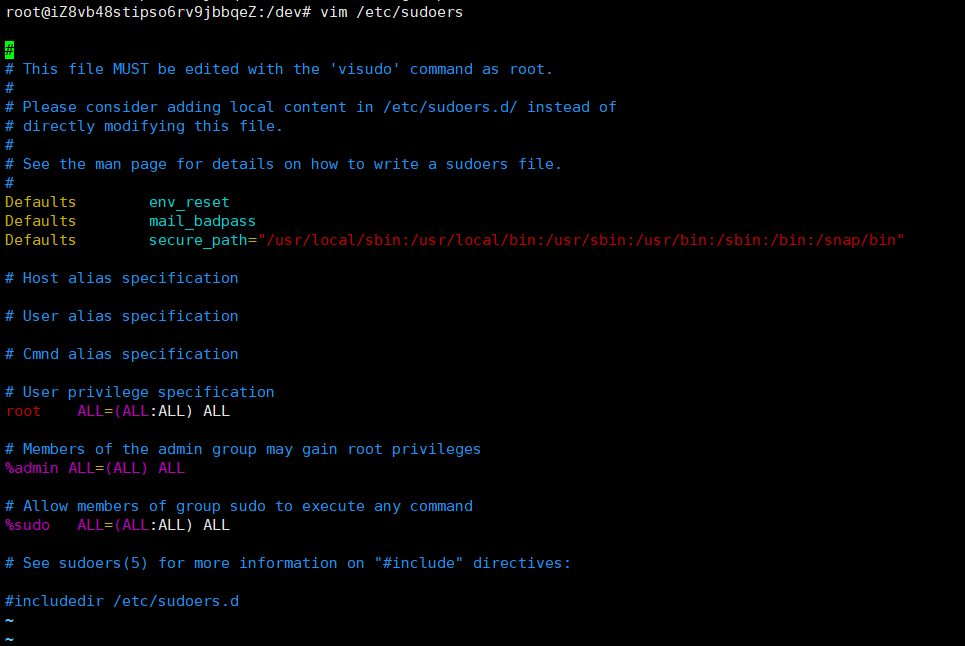 root@iZ8vb48stipso6rv9jbbqeZ:/dev# vim /etc/sudoers
#
# This file MUST be edited with the 'visudo' command as root.
#
# Please consider adding local content in /etc/sudoers.d/ instead of
# directly modifying this file.
#
# See the man page for details on how to write a sudoers file.
#
Defaults        env_reset
Defaults        mail_badpass
Defaults        secure_path="/usr/local/sbin:/usr/local/bin:/usr/sbin:/usr/bin:/sbin:/bin:/snap/bin"
# Host alias specification
# User alias specification
# Cmnd alias specification
# User privilege specification
root    ALL=(ALL:ALL) ALL
# Members of the admin group may gain root privileges
%admin ALL=(ALL) ALL
# Allow members of group sudo to execute any command
%sudo   ALL=(ALL:ALL) ALL
# See sudoers(5) for more information on "#include" directives:
#includedir /etc/sudoers.d
~
~